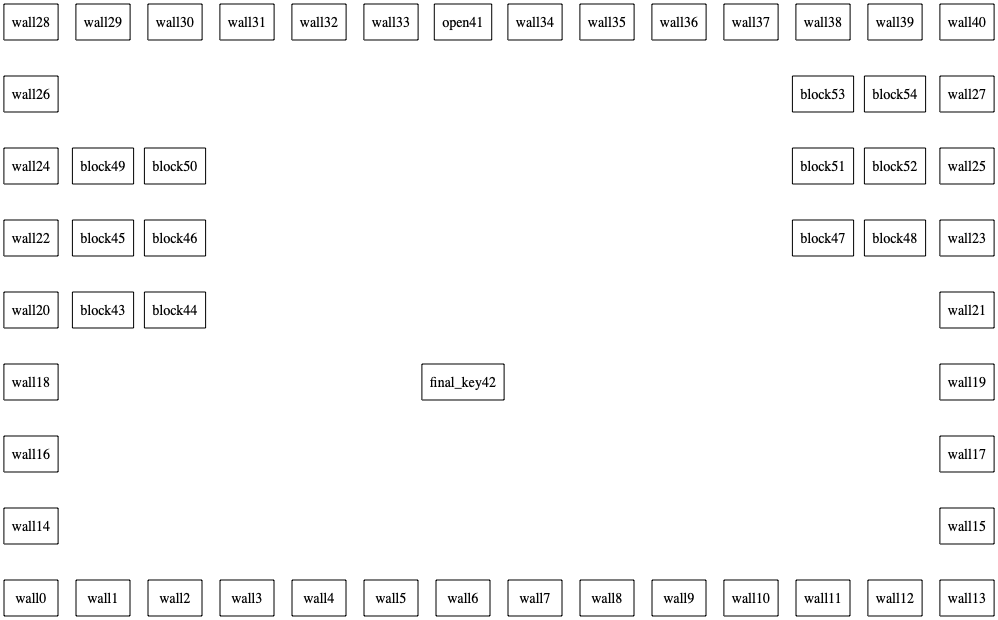 wall28 wall29 wall30 wall31 wall32 wall33 open41 wall34 wall35 wall36 wall37 wall38 wall39 wall40
wall26 block53 block54 wall27
wall24 block49 block50 block51 block52 wall25
wall22 block45 block46 block47 block48 wall23
wall20 block43 block44 wall21
wall18 final_key42 wall19
wall16 wall17
wall14 wall15
wall0 wall1 wall2 wall3 wall4 wall5 wall6 wall7 wall8 wall9 wall10 wall11 wall12 wall13